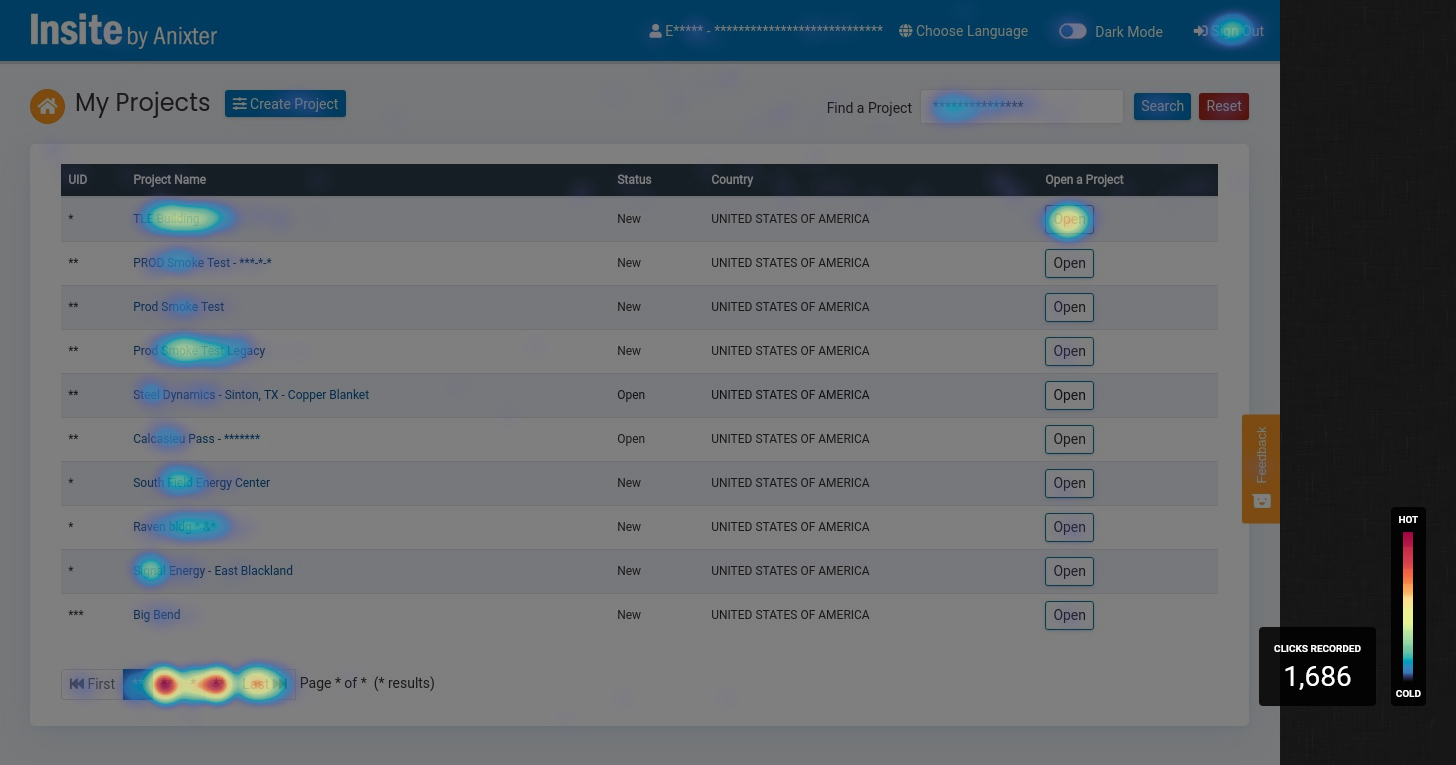 Insite by Anixter
E***** - *************************** Choose Language Dark Mode Sign Out
My Projects Create Project Find a Project *************** Search Reset
UID Project Name Status Country Open a Project
* TLE Building New UNITED STATES OF AMERICA Open
** PROD Smoke Test - ***-*-* New UNITED STATES OF AMERICA Open
** Prod Smoke Test New UNITED STATES OF AMERICA Open
** Prod Smoke Test Legacy New UNITED STATES OF AMERICA Open
** Steel Dynamics - Sinton, TX - Copper Blanket Open UNITED STATES OF AMERICA Open
** Calcasieu Pass - ******* Open UNITED STATES OF AMERICA Open
* South Field Energy Center New UNITED STATES OF AMERICA Open
* Raven bldg *-&* New UNITED STATES OF AMERICA Open
* Signal Energy - East Blackland New UNITED STATES OF AMERICA Open
*** Big Bend New UNITED STATES OF AMERICA Open
First Last Page * of * (* results)
Feedback
HOT
COLD
CLICKS RECORDED
1,686